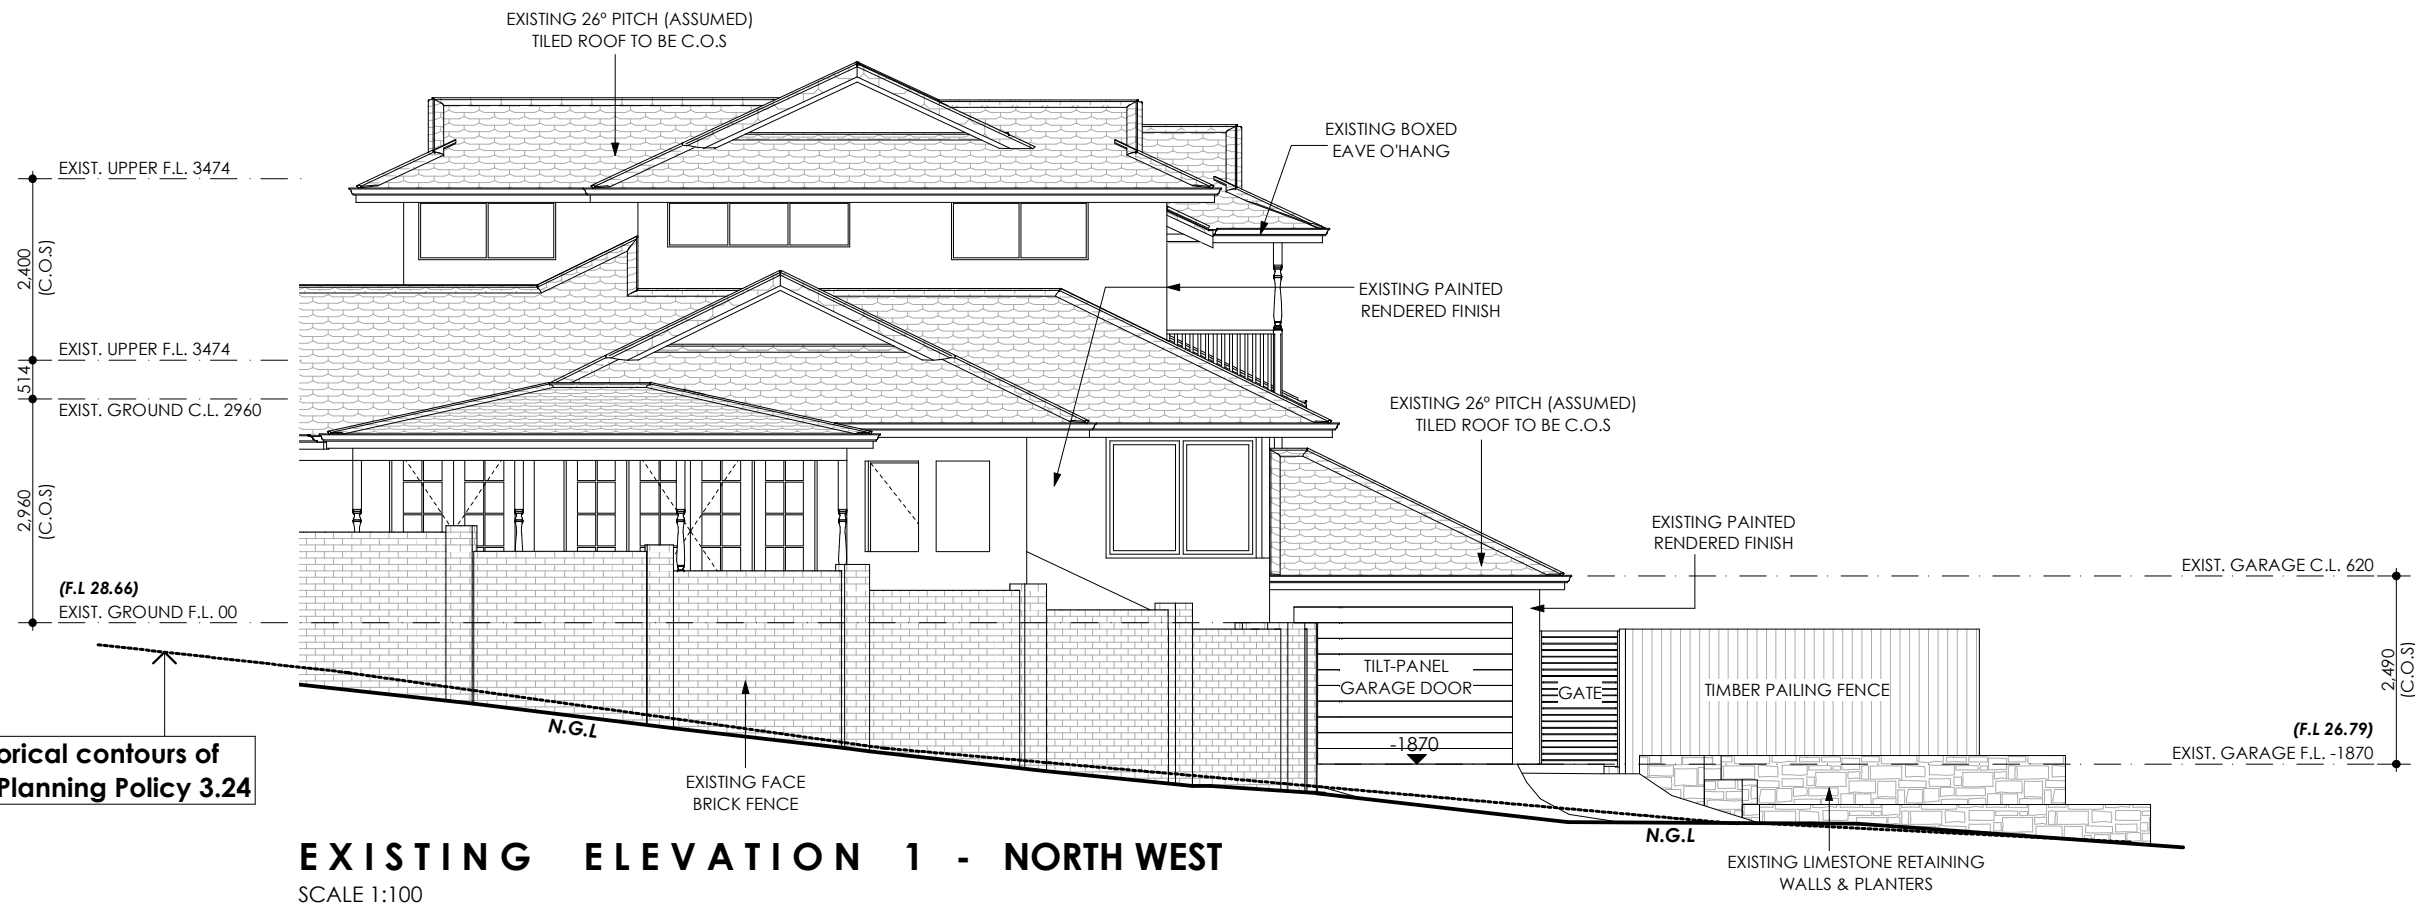 EXISTING 26º PITCH (ASSUMED)
TILED ROOF TO BE C.O.S
EXISTING BOXED
EAVE O'HANG
EXIST. UPPER F.L. 3474
2,400
(C.O.S)
EXISTING PAINTED
RENDERED FINISH
EXIST. UPPER F.L. 3474
514
EXIST. GROUND C.L. 2960
EXISTING 26º PITCH (ASSUMED)
TILED ROOF TO BE C.O.S
2,960
(C.O.S)
EXISTING PAINTED
RENDERED FINISH
EXIST. GARAGE C.L. 620
(F.L 28.66)
EXIST. GROUND F.L. 00
TILT-PANEL
GARAGE DOOR
GATE
TIMBER PAILING FENCE
2,490
(C.O.S)
N.G.L
(F.L 26.79)
EXIST. GARAGE F.L. -1870
-1870
orical contours of
Planning Policy 3.24
EXISTING FACE
BRICK FENCE
N.G.L
EXISTING LIMESTONE RETAINING
WALLS & PLANTERS
EXISTING ELEVATION 1 - NORTH WEST
SCALE 1:100